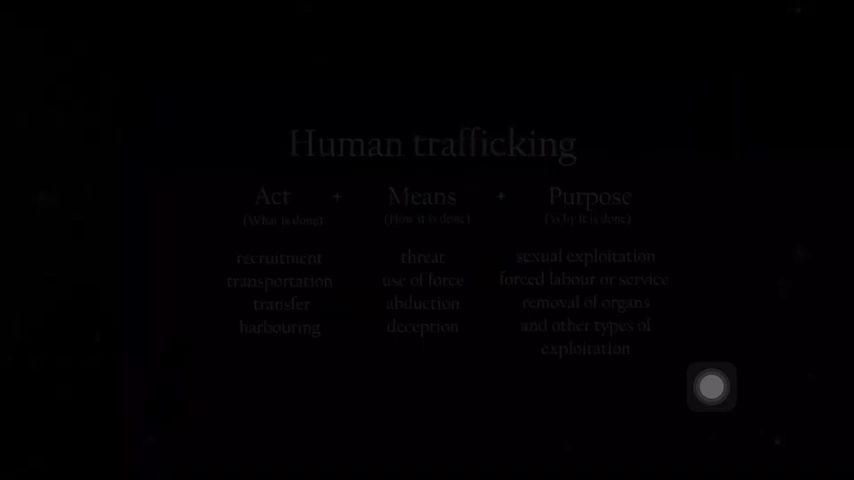 Human trafficking
Act + Means + Purpose
(What is done) (How it is done) (Why it is done)
recruitment threat sexual exploitation
transportation use of force forced labour or service
transfer abduction removal of organs
harbouring deception and other types of
exploitation